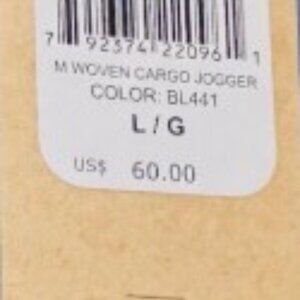 7 92374 22096 1
M WOVEN CARGO JOGGER
COLOR: BL441
L / G
US$ 60.00